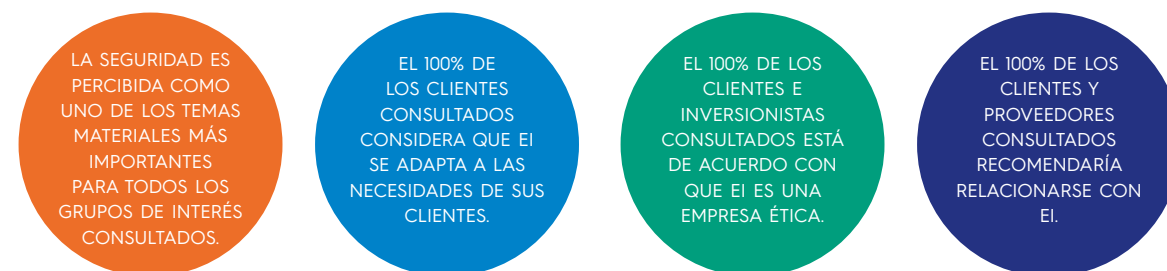 LA SEGURIDAD ES
PERCIBIDA COMO
UNO DE LOS TEMAS
MATERIALES MÁS
IMPORTANTES
PARA TODOS LOS
GRUPOS DE INTERÉS
CONSULTADOS.
EL 100% DE
LOS CLIENTES
CONSULTADOS
CONSIDERA QUE EI
SE ADAPTA A LAS
NECESIDADES DE SUS
CLIENTES.
EL 100% DE LOS
CLIENTES E
INVERSIONISTAS
CONSULTADOS ESTÁ
DE ACUERDO CON
QUE EI ES UNA
EMPRESA ÉTICA.
EL 100% DE LOS
CLIENTES Y
PROVEEDORES
CONSULTADOS
RECOMENDARÍA
RELACIONARSE CON
EI.